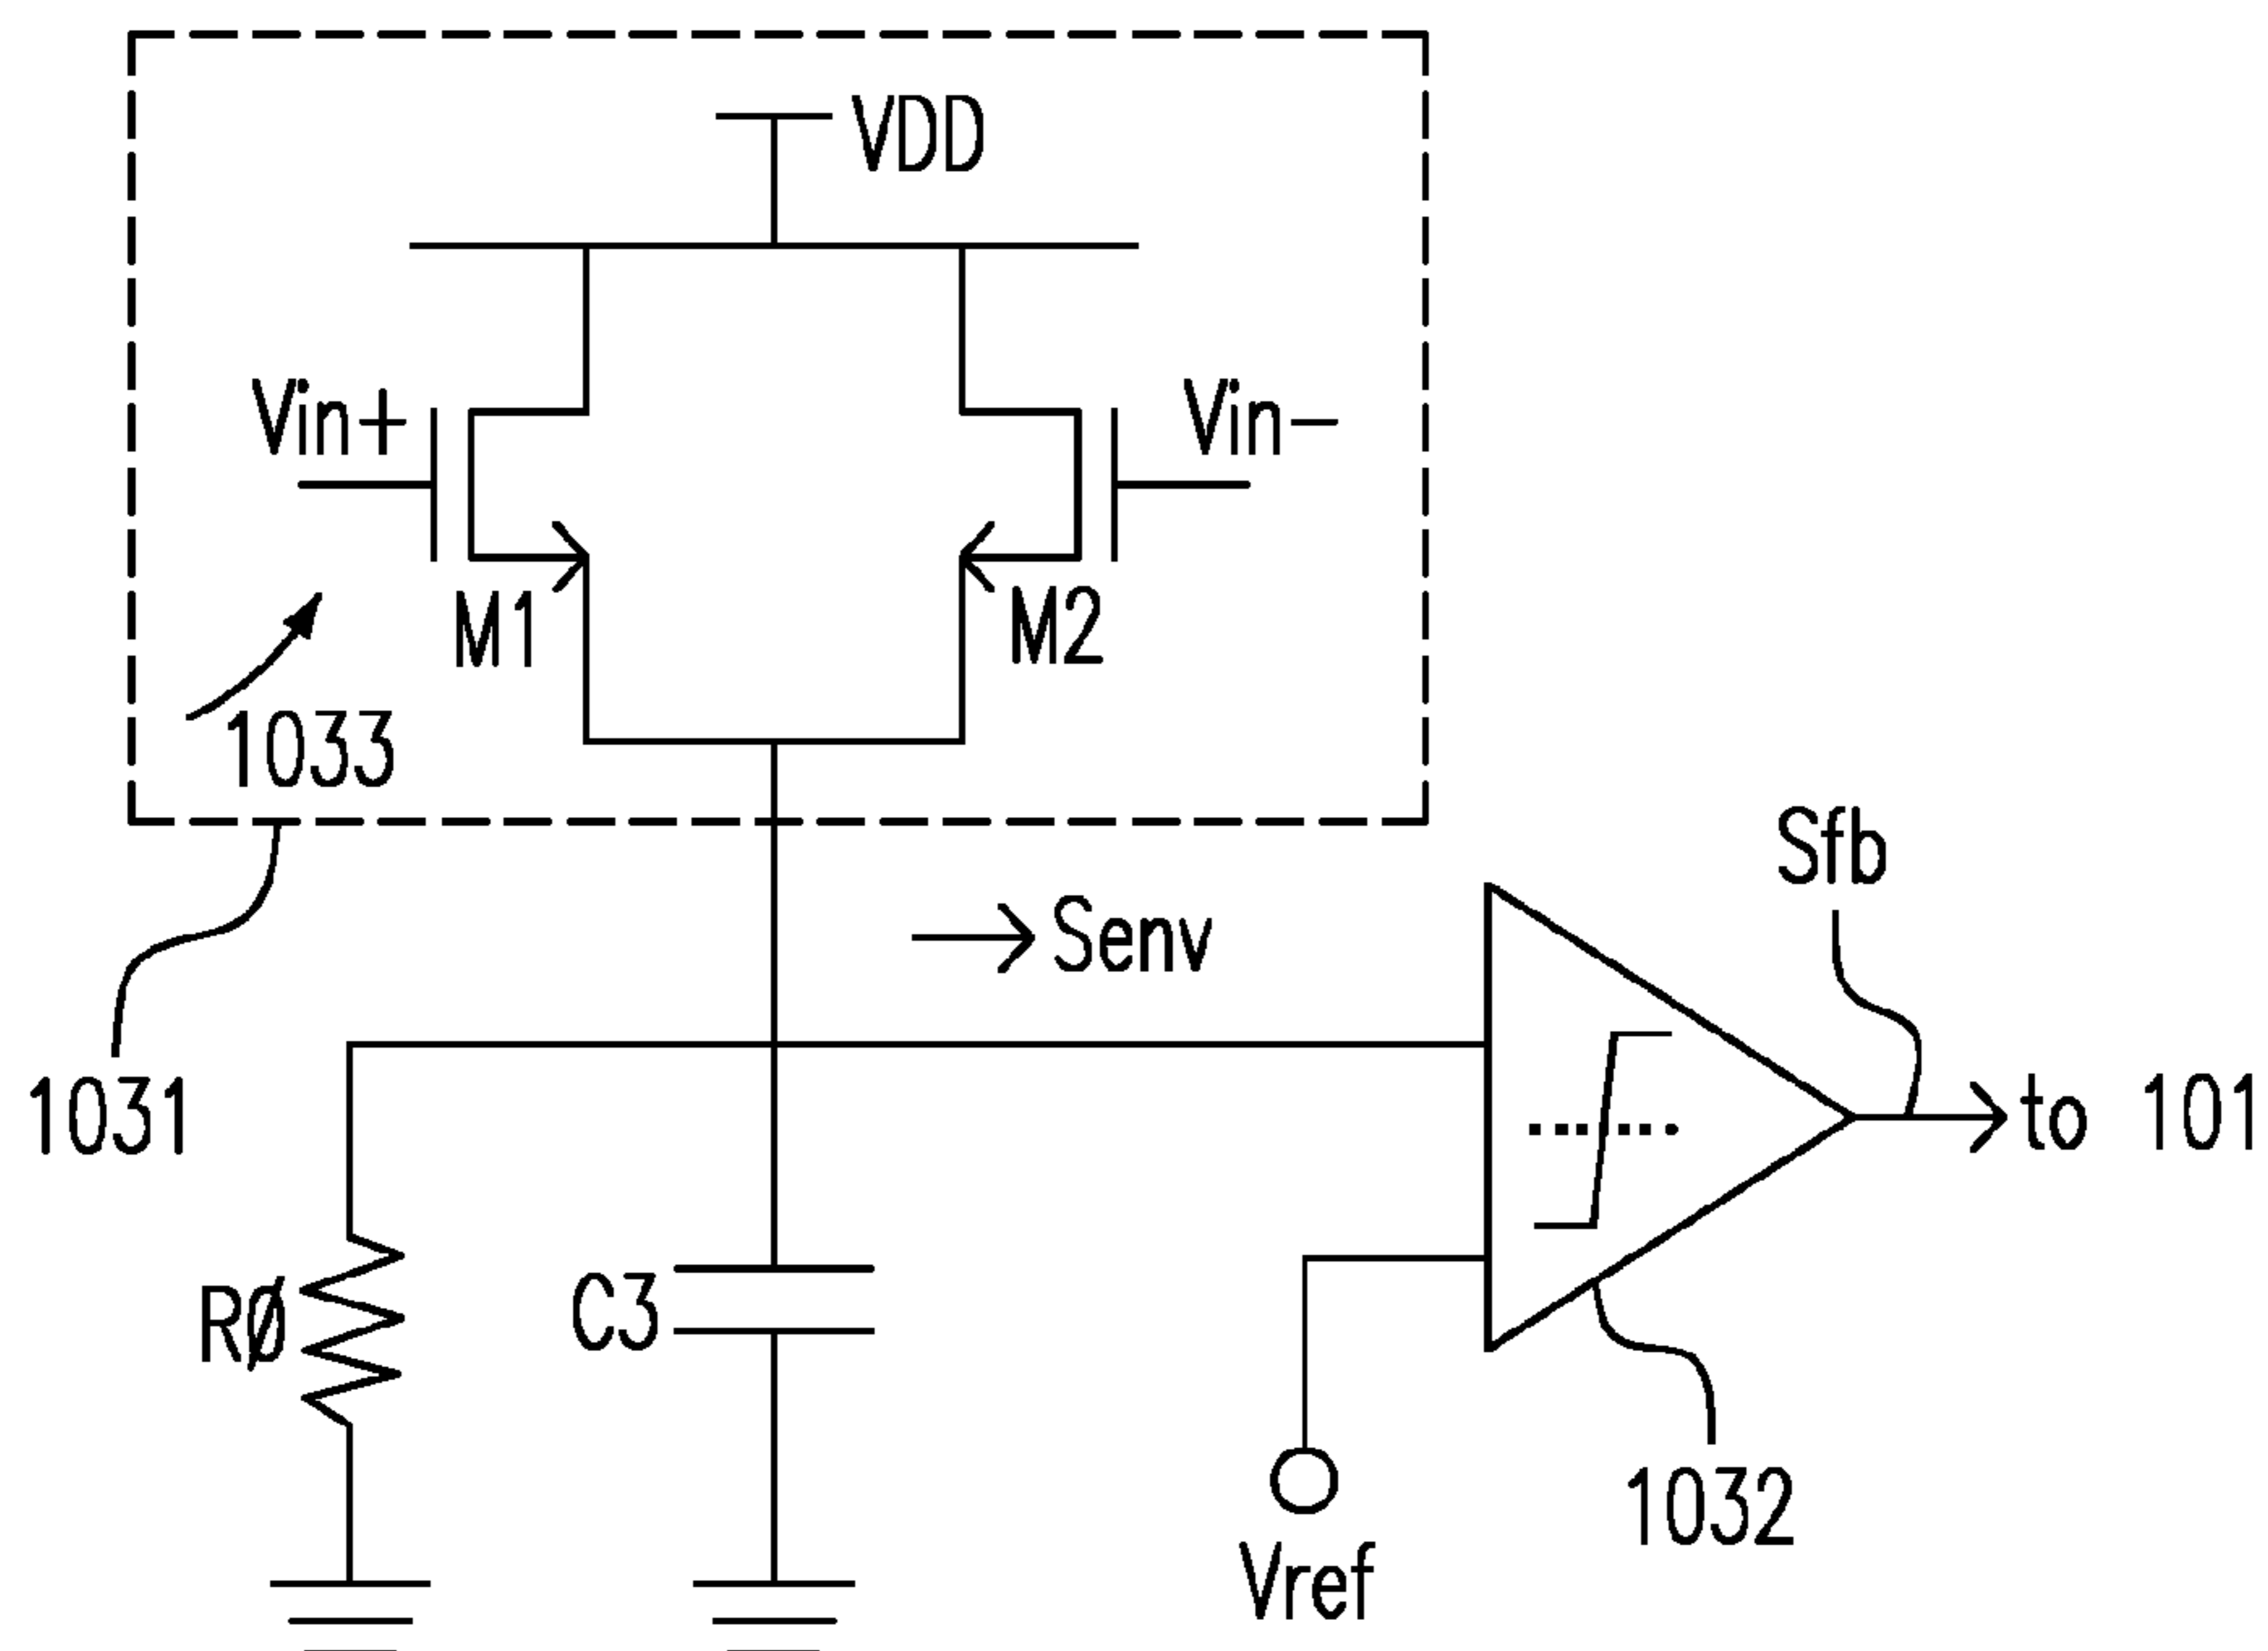 VDD
Vin+
Vin-
M1
M2
1033
Sfb
Senv
1031
to 101
RØ
C3
1032
Vref